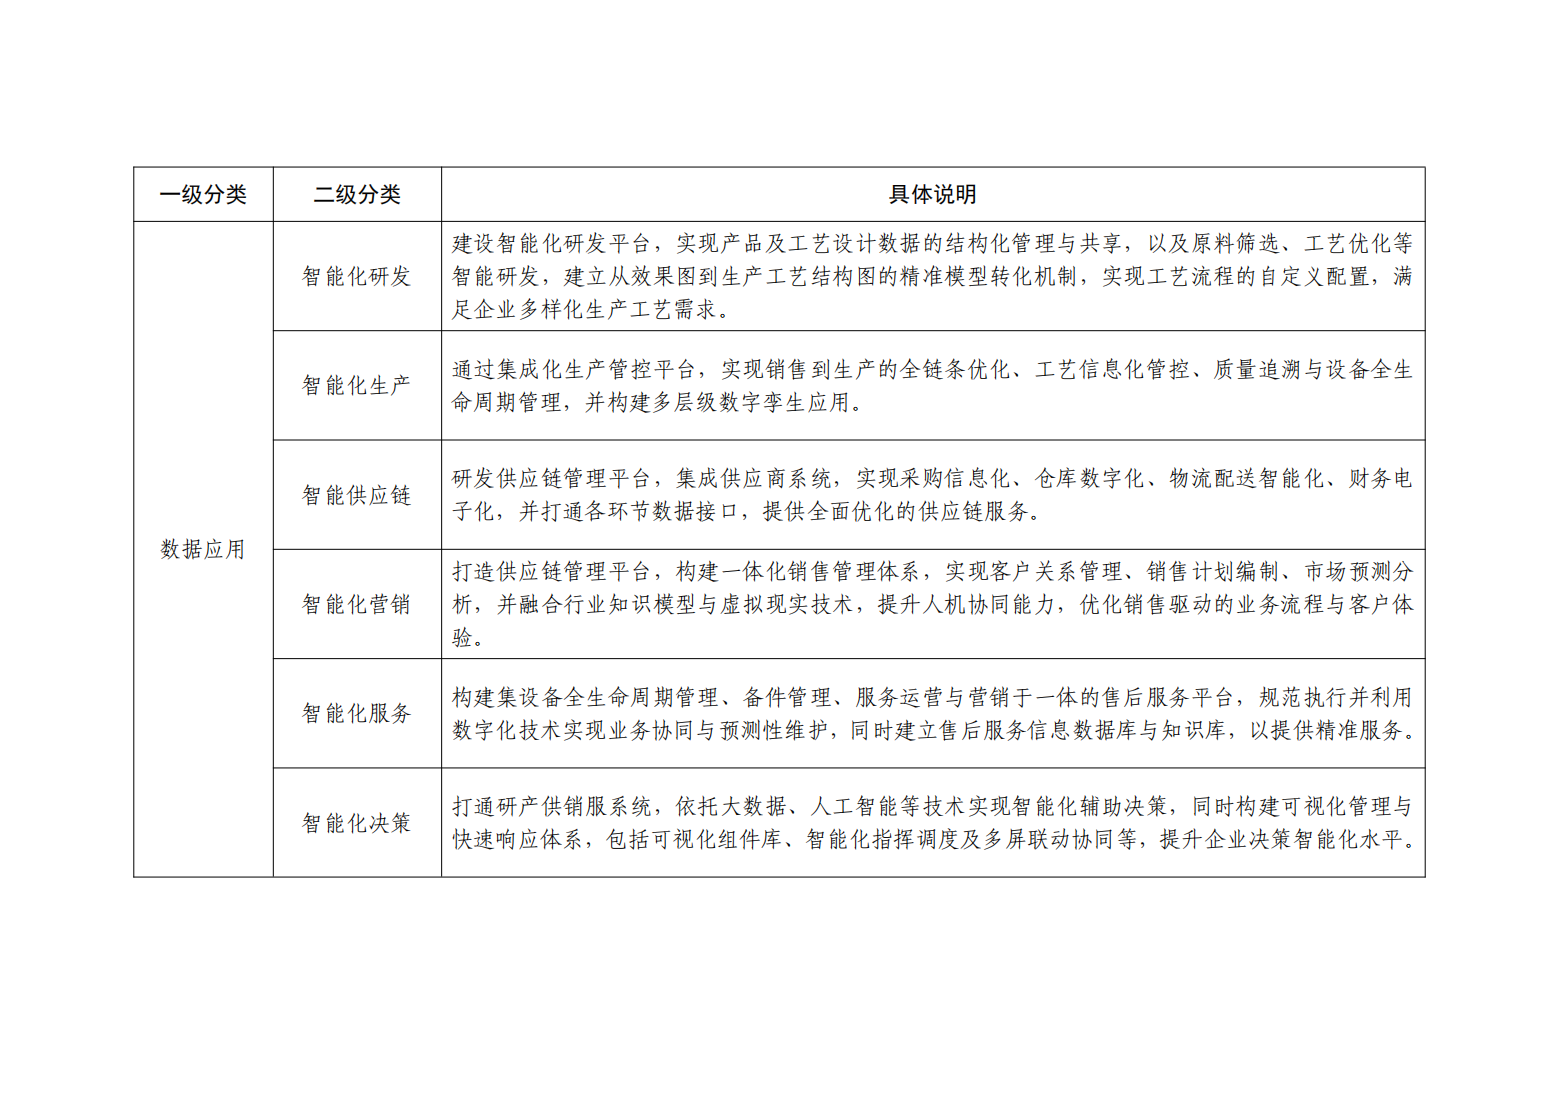 一级分类
二级分类
具体说明
数据应用
智能化研发
建设智能化研发平台，实现产品及工艺设计数据的结构化管理与共享，以及原料筛选、工艺优化等
智能研发，建立从效果图到生产工艺结构图的精准模型转化机制，实现工艺流程的自定义配置，满
足企业多样化生产工艺需求。
智能化生产
通过集成化生产管控平台，实现销售到生产的全链条优化、工艺信息化管控、质量追溯与设备全生
命周期管理，并构建多层级数字孪生应用。
智能供应链
研发供应链管理平台，集成供应商系统，实现采购信息化、仓库数字化、物流配送智能化、财务电
子化，并打通各环节数据接口，提供全面优化的供应链服务。
智能化营销
打造供应链管理平台，构建一体化销售管理体系，实现客户关系管理、销售计划编制、市场预测分
析，并融合行业知识模型与虚拟现实技术，提升人机协同能力，优化销售驱动的业务流程与客户体
验。
智能化服务
构建集设备全生命周期管理、备件管理、服务运营与营销于一体的售后服务平台，规范执行并利用
数字化技术实现业务协同与预测性维护，同时建立售后服务信息数据库与知识库，以提供精准服务。
智能化决策
打通研产供销服系统，依托大数据、人工智能等技术实现智能化辅助决策，同时构建可视化管理与
快速响应体系，包括可视化组件库、智能化指挥调度及多屏联动协同等，提升企业决策智能化水平。